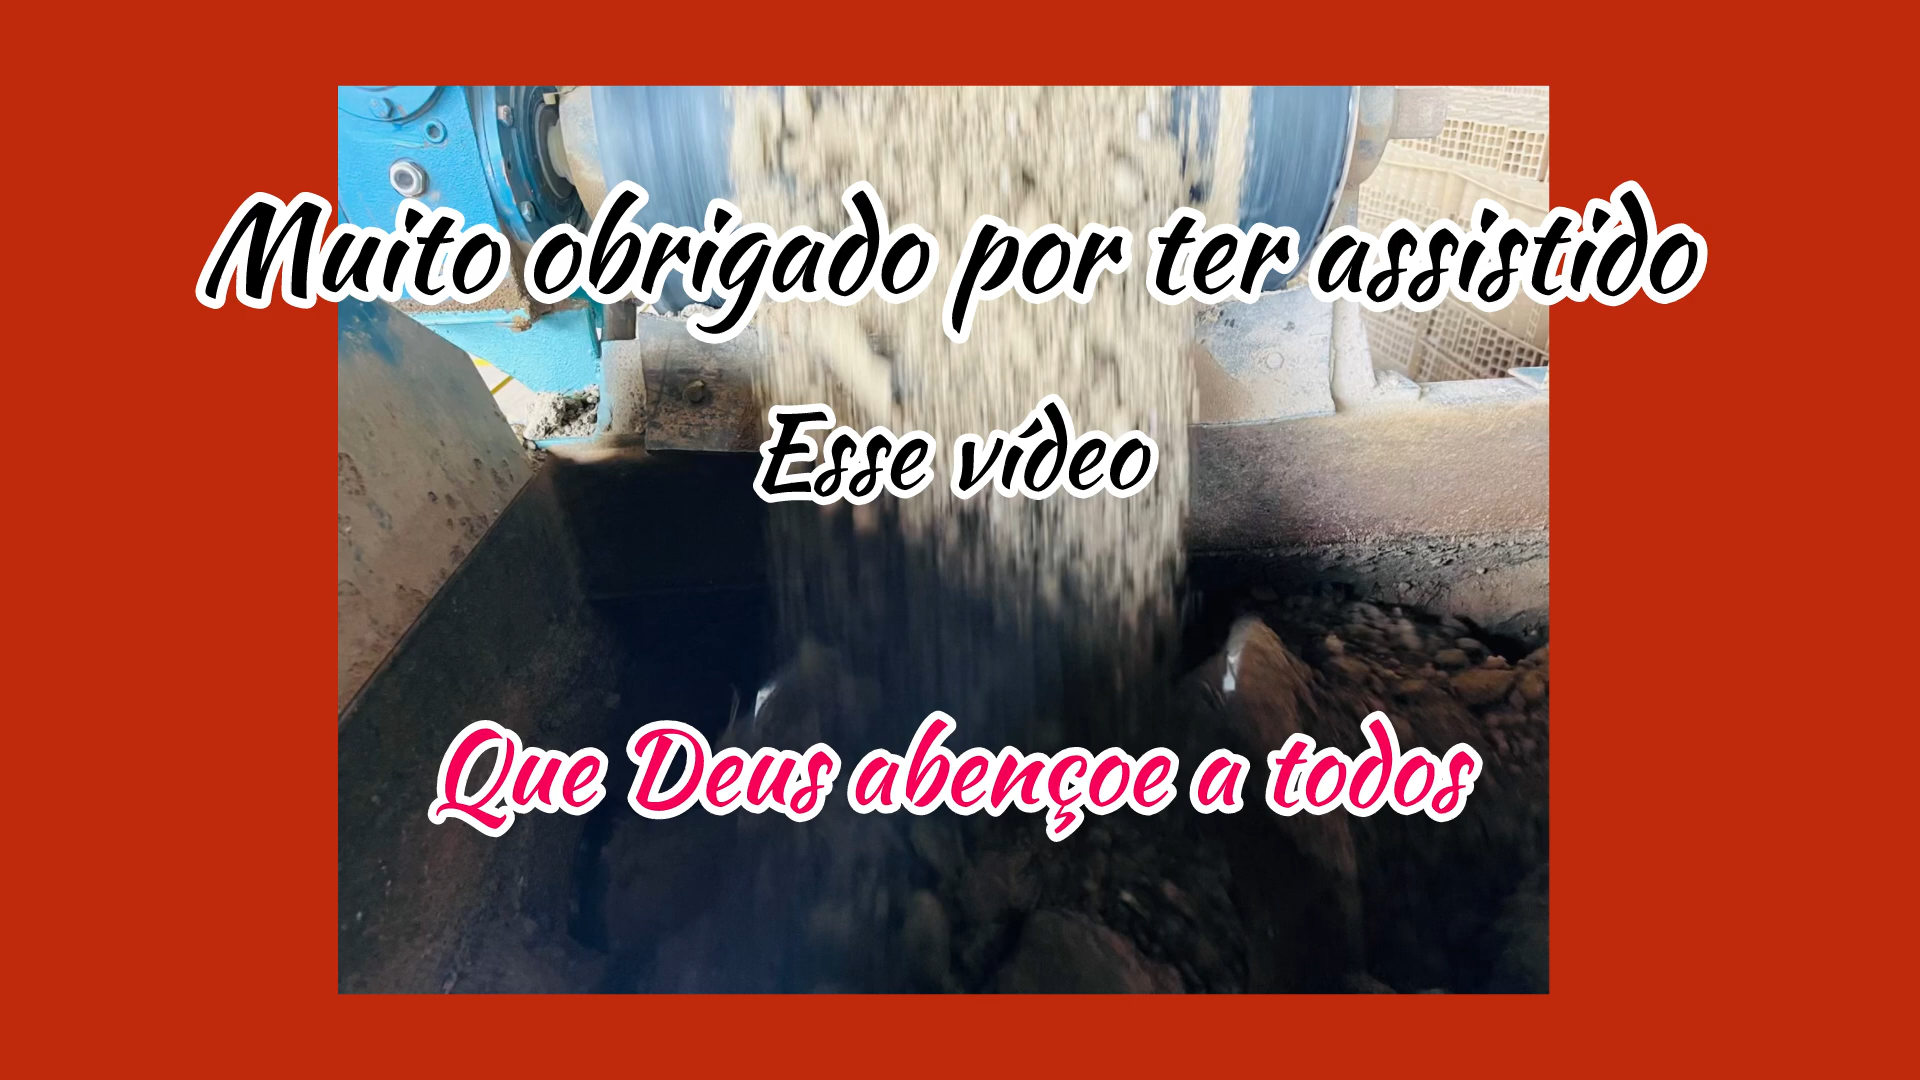 Muito obrigado por ter assistido
Esse vídeo
Que Deus abençoe a todos